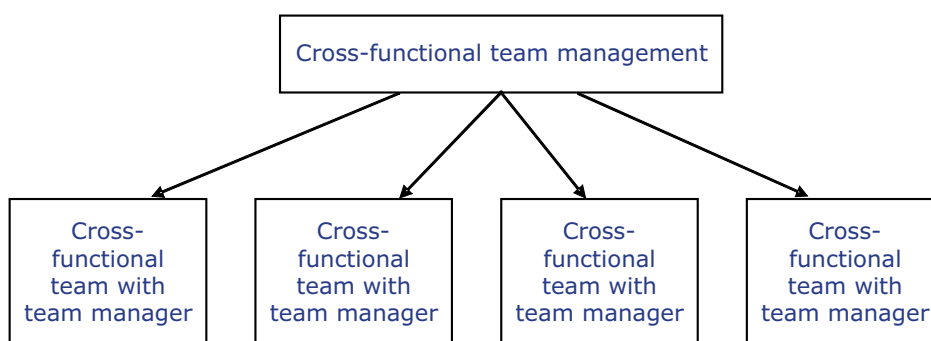 Cross-functional team management
Cross-
functional
team with
team manager
Cross-
functional
team with
team manager
Cross-
functional
team with
team manager
Cross-
functional
team with
team manager